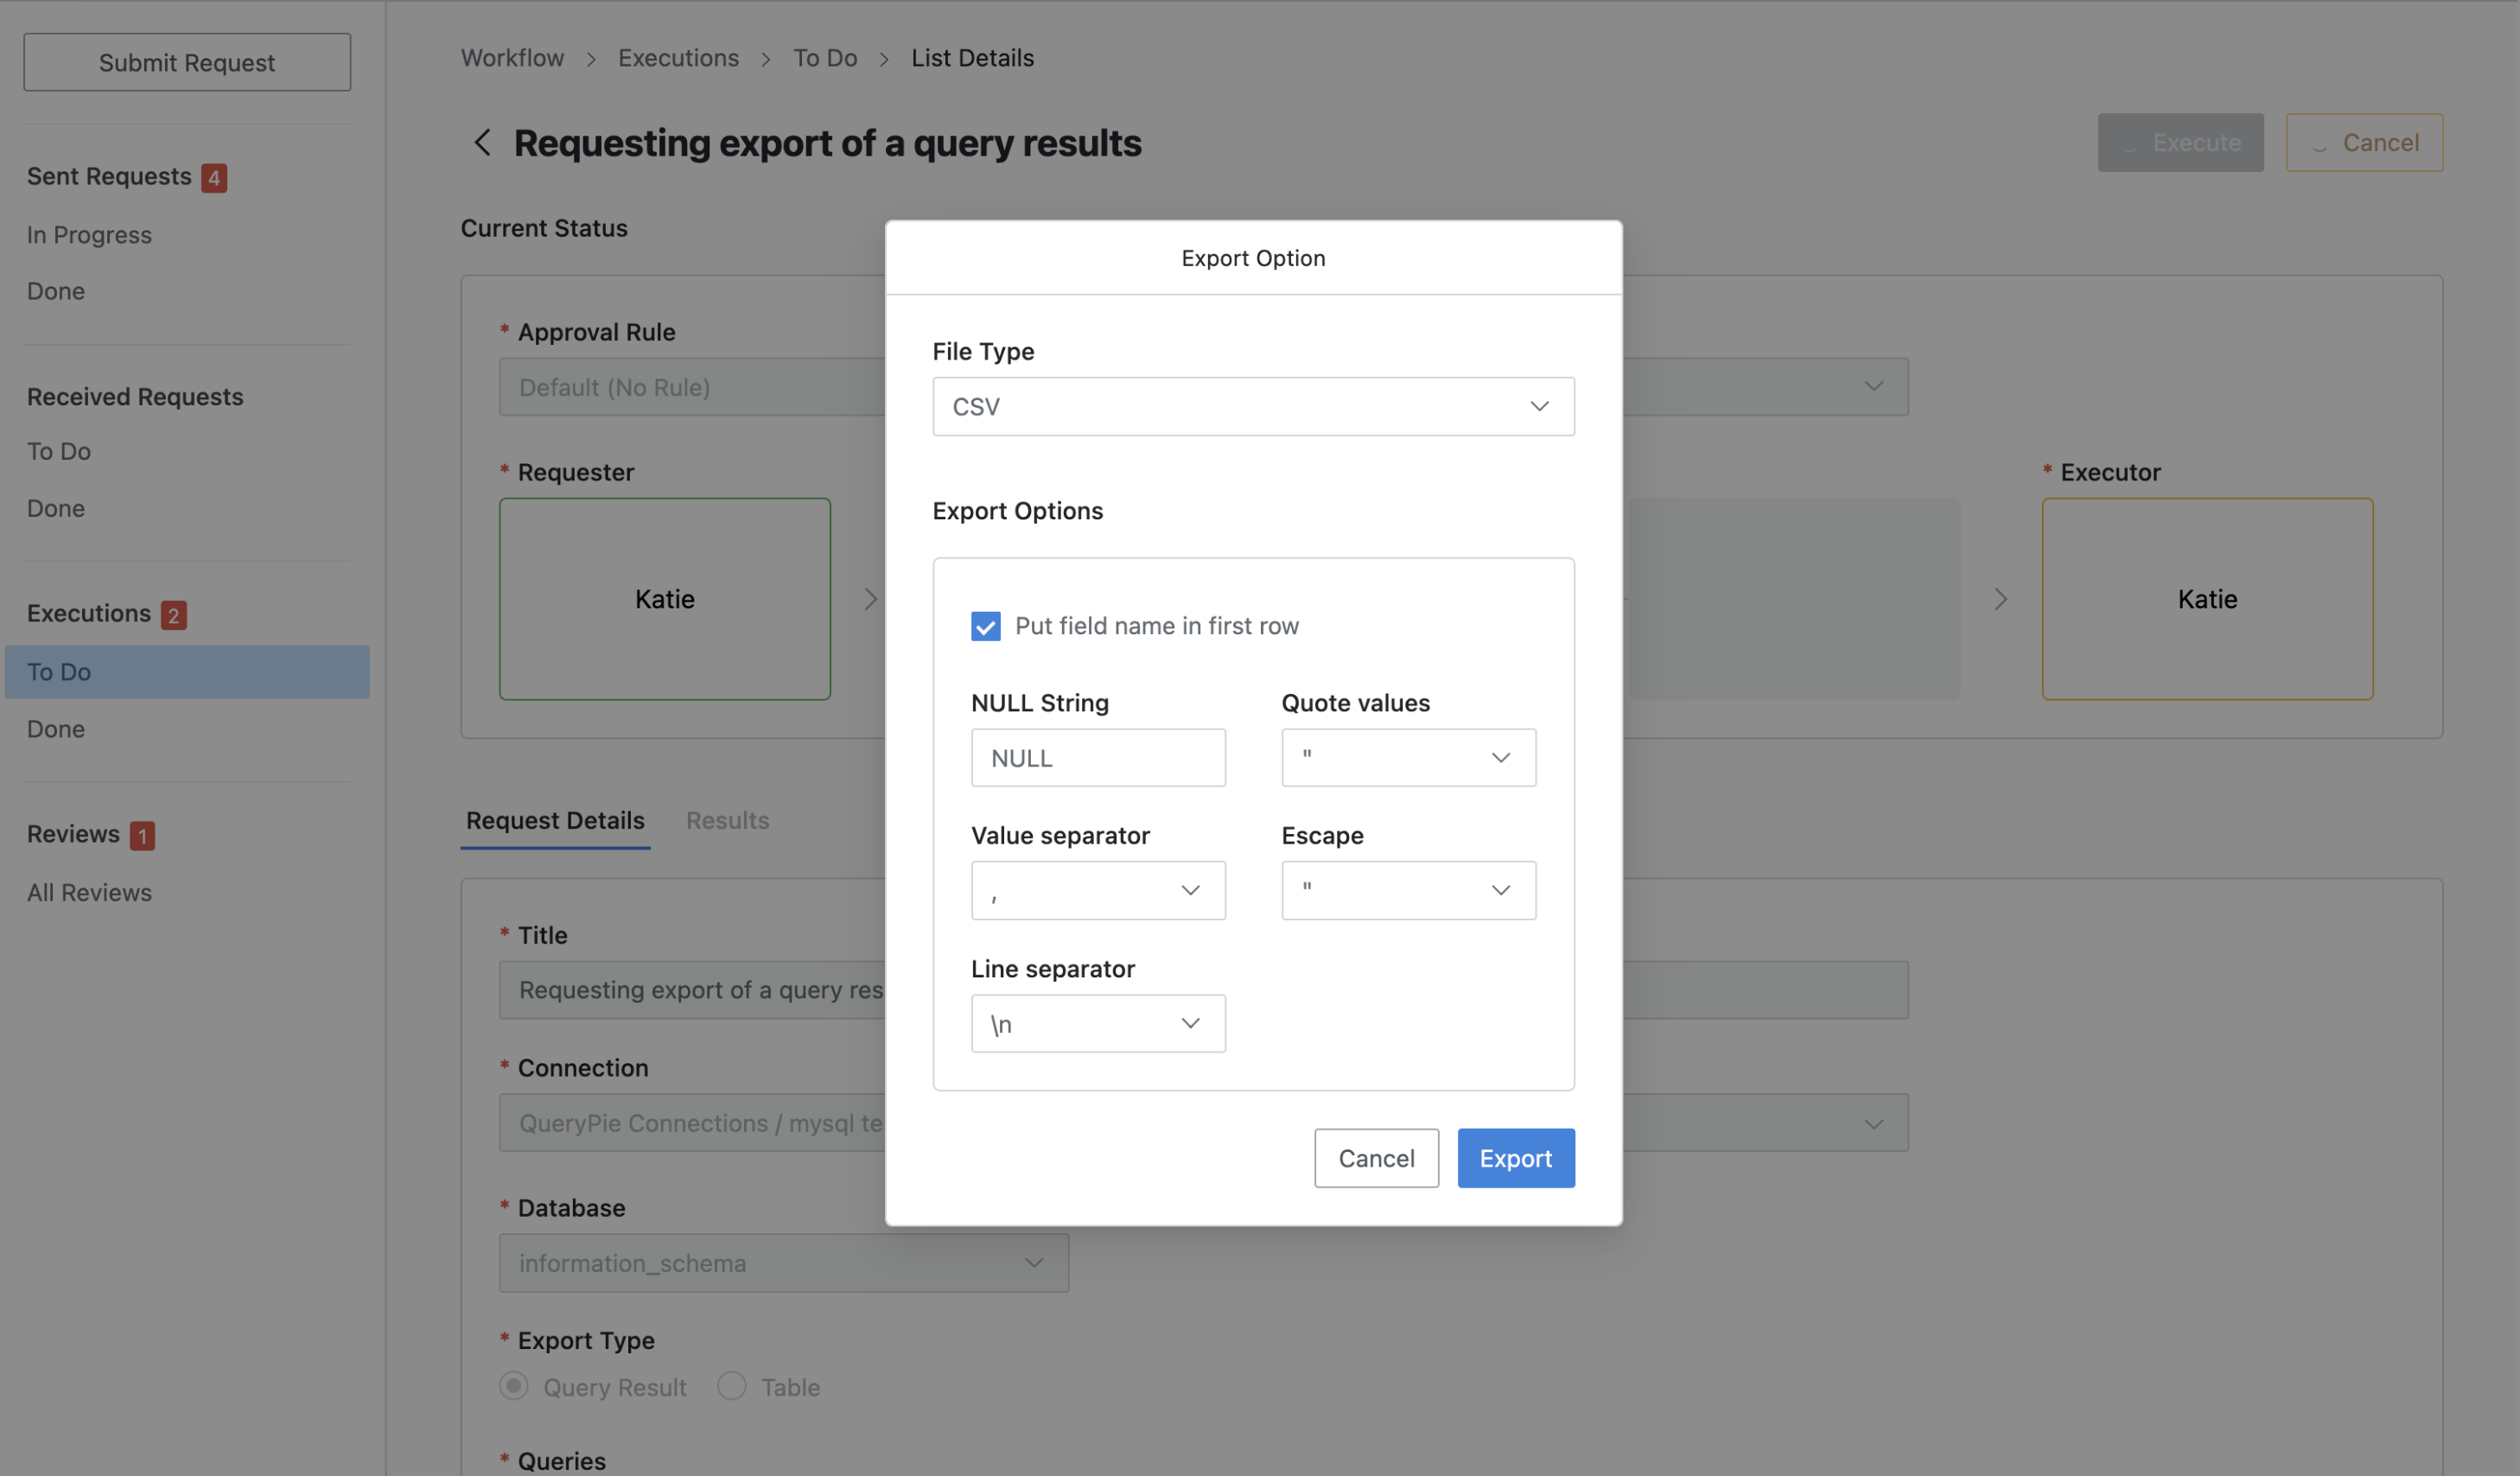 Submit Request
Sent Requests 4
In Progress
Done
Received Requests
To Do
Done
Executions 2
To Do
Done
Reviews 1
All Reviews
Workflow > Executions > To Do > List Details
Requesting export of a query results
Execute
Cancel
Current Status
* Approval Rule
Default (No Rule)
* Requester
Katie
* Executor
Katie
Request Details
Results
* Title
Requesting export of a query res
* Connection
QueryPie Connections / mysql te
* Database
information_schema
* Export Type
Query Result
Table
* Queries
Export Option
File Type
CSV
Export Options
Put field name in first row
NULL String
Quote values
NULL
"
Value separator
Escape
,
"
Line separator
\n
Cancel
Export